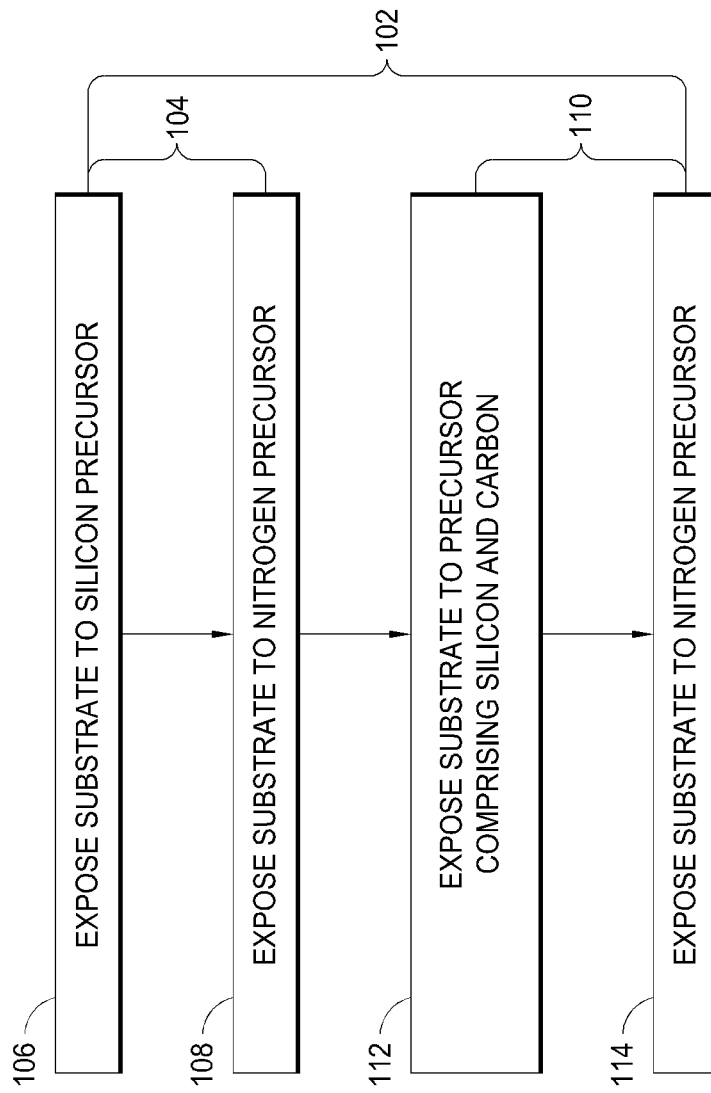 106
EXPOSE SUBSTRATE TO SILICON PRECURSOR
104
102
108
EXPOSE SUBSTRATE TO NITROGEN PRECURSOR
112
EXPOSE SUBSTRATE TO PRECURSOR
COMPRISING SILICON AND CARBON
110
114
EXPOSE SUBSTRATE TO NITROGEN PRECURSOR